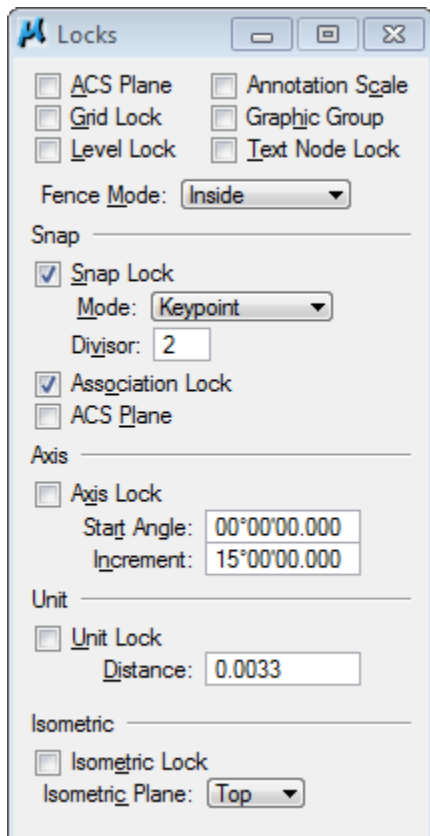 Locks
ACS Plane Annotation Scale
Grid Lock Graphic Group
Level Lock Text Node Lock
Fence Mode: Inside
Snap
Snap Lock
Mode: Keypoint
Divisor: 2
Association Lock
ACS Plane
Axis
Axis Lock
Start Angle: 00°00'00.000
Increment: 15°00'00.000
Unit
Unit Lock
Distance: 0.0033
Isometric
Isometric Lock
Isometric Plane: Top